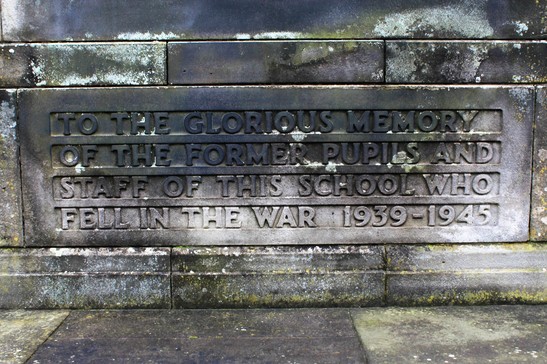 TO THE GLORIOUS MEMORY
OF THE FORMER PUPILS AND
STAFF OF THIS SCHOOL WHO
FELL IN THE WAR 1939-1945